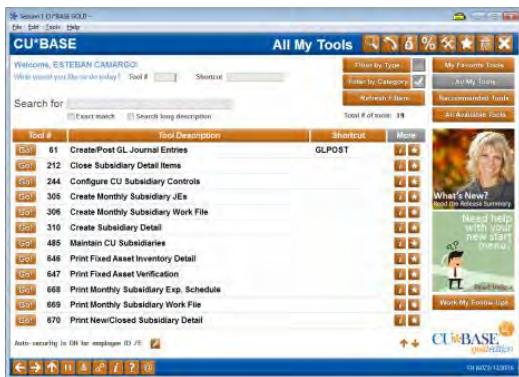 Session 1 CU*BASE GOLD -
File Edit Tools Help
CU*BASE
All My Tools
Welcome, ESTEBAN CAMARGO!
What would you like to do today? Tool # Shortcut
Filter by Type
Filter by Category
Refresh Filters
My Favorite Tools
All My Tools
Recommended Tools
All Available Tools
Search for
Exact match Search long description
Total # of tools: 19
Tool # Tool Description Shortcut More
Go! 61 Create/Post GL Journal Entries GLPOST
Go! 212 Close Subsidiary Detail Items
Go! 244 Configure CU Subsidiary Controls
Go! 305 Create Monthly Subsidiary JEs
Go! 306 Create Monthly Subsidiary Work File
Go! 310 Create Subsidiary Detail
Go! 485 Maintain CU Subsidiaries
Go! 646 Print Fixed Asset Inventory Detail
Go! 647 Print Fixed Asset Verification
Go! 668 Print Monthly Subsidiary Exp. Schedule
Go! 669 Print Monthly Subsidiary Work File
Go! 670 Print New/Closed Subsidiary Detail
What's New?
Read the Release Summary
Need help with your new start menu?
Read Help
Work My Follow-Ups
Auto-security is ON for employee ID
CU*BASE
gold edition